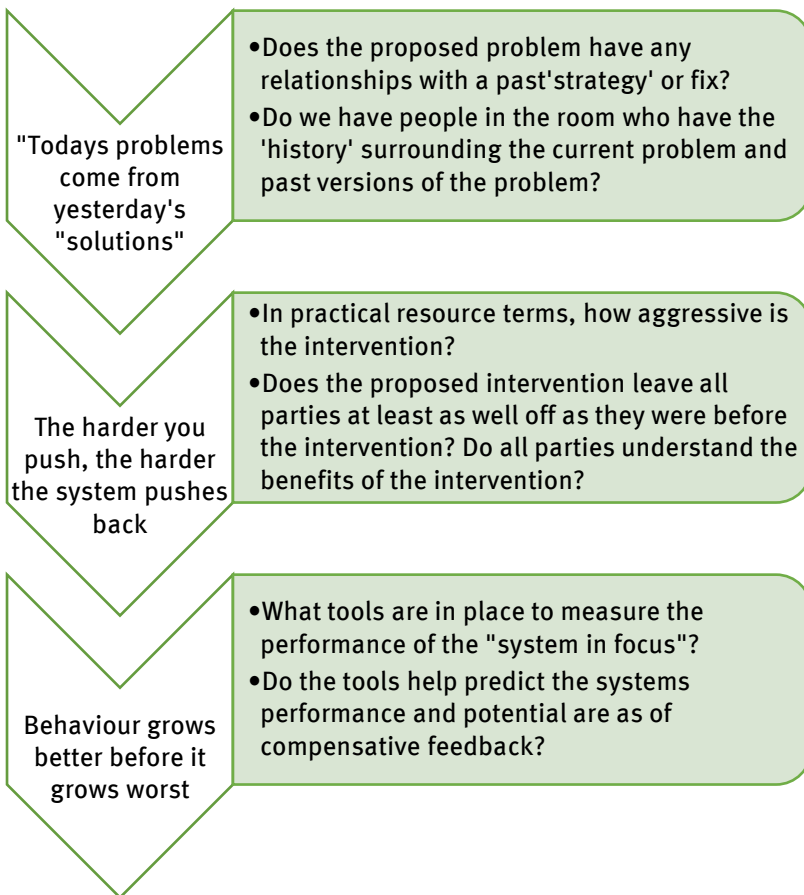 "Todays problems
come from
yesterday's
"solutions"
•Does the proposed problem have any
relationships with a past'strategy' or fix?
•Do we have people in the room who have the
'history' surrounding the current problem and
past versions of the problem?
The harder you
push, the harder
the system pushes
back
•In practical resource terms, how aggressive is
the intervention?
•Does the proposed intervention leave all
parties at least as well off as they were before
the intervention? Do all parties understand the
benefits of the intervention?
Behaviour grows
better before it
grows worst
•What tools are in place to measure the
performance of the "system in focus"?
•Do the tools help predict the systems
performance and potential are as of
compensative feedback?